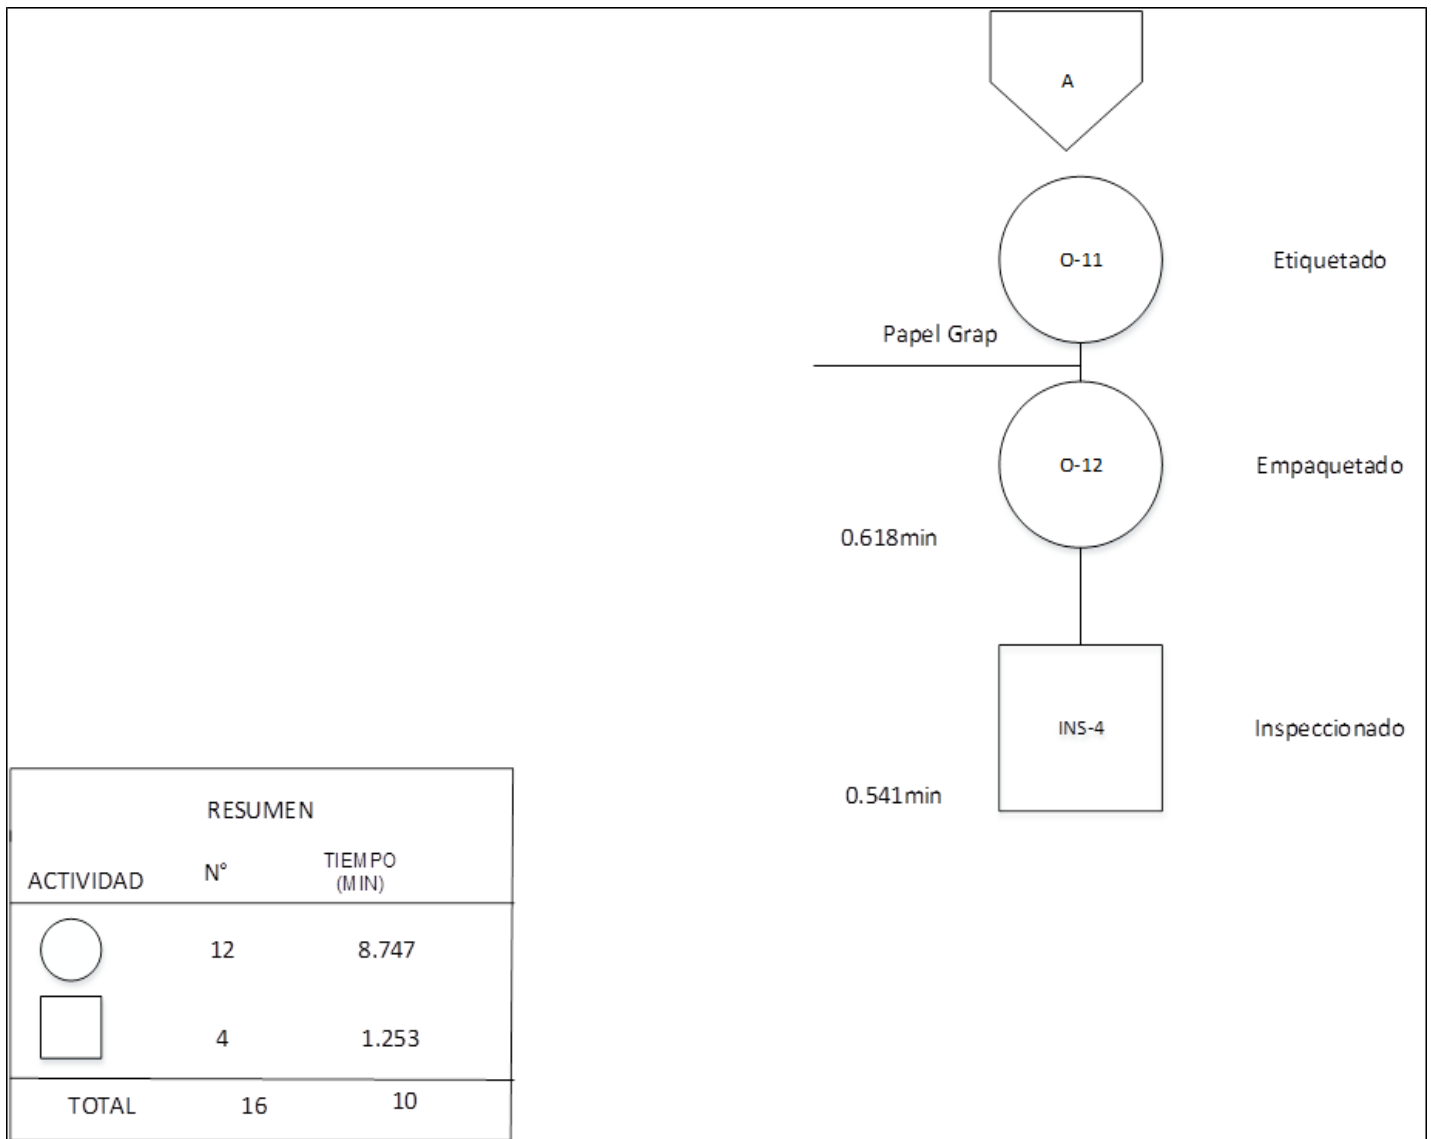 A
O-11
Etiquetado
Papel Grap
O-12
Empaquetado
0.618min
INS-4
Inspeccionado
0.541min
RESUMEN
ACTIVIDAD N° TIEMPO
(MIN)
12 8.747
4 1.253
TOTAL 16 10